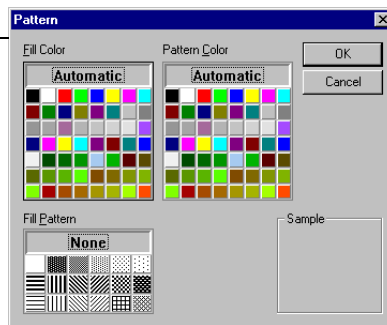 Pattern
Fill Color
Pattern Color
OK
Automatic
Automatic
Cancel
Fill Pattern
Sample
None